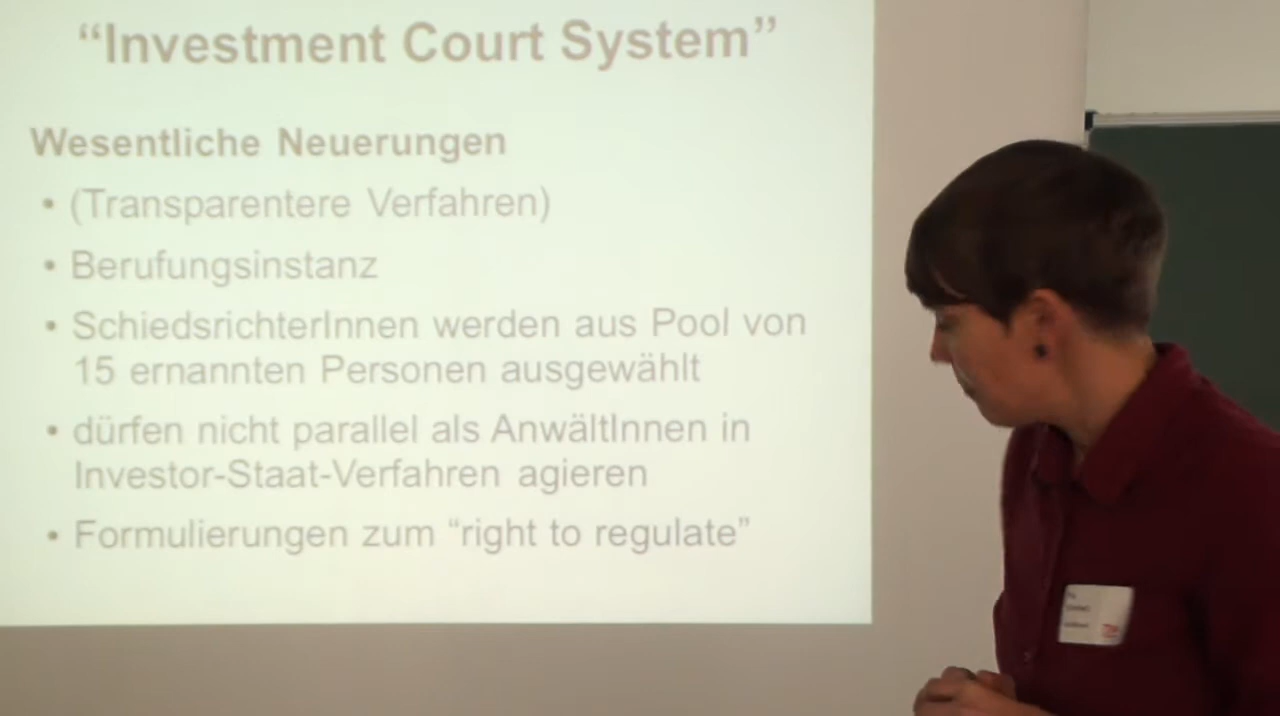 “Investment Court System”
Wesentliche Neuerungen
• (Transparentere Verfahren)
• Berufungsinstanz
• SchiedsrichterInnen werden aus Pool von
15 ernannten Personen ausgewählt
• dürfen nicht parallel als AnwältInnen in
Investor-Staat-Verfahren agieren
• Formulierungen zum “right to regulate”